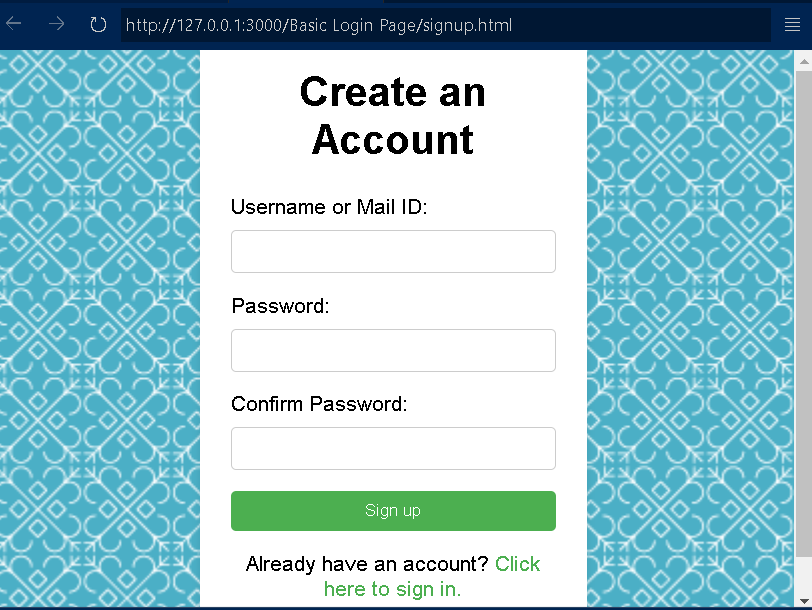 http://127.0.0.1:3000/Basic Login Page/signup.html
Create an
Account
Username or Mail ID:
Password:
Confirm Password:
Sign up
Already have an account? Click
here to sign in.